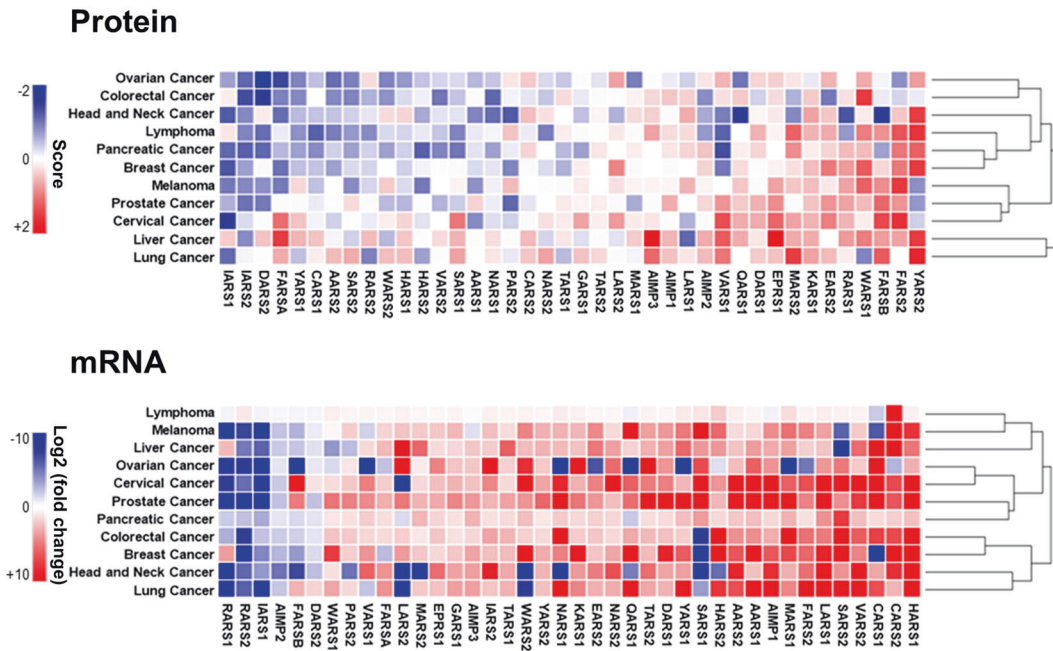 Protein
-2
0
+2
Score
Ovarian Cancer
Colorectal Cancer
Head and Neck Cancer
Lymphoma
Pancreatic Cancer
Breast Cancer
Melanoma
Prostate Cancer
Cervical Cancer
Liver Cancer
Lung Cancer
IARS1
IARS2
DARS2
FARSA
YARS1
CARS1
AARS2
SARS2
RARS2
WARS2
HARS1
HARS2
VARS2
SARS1
AARS1
NARS1
PARS2
CARS2
NARS2
TARS1
GARS1
TARS2
LARS2
MARS1
AIMP3
AIMP1
LARS1
AIMP2
VARS1
QARS1
DARS1
EPRS1
MARS2
KARS1
EARS2
RARS1
WARS1
FARSB
FARS2
YARS2
mRNA
-10
0
+10
Log2 (fold change)
Lymphoma
Melanoma
Liver Cancer
Ovarian Cancer
Cervical Cancer
Prostate Cancer
Pancreatic Cancer
Colorectal Cancer
Breast Cancer
Head and Neck Cancer
Lung Cancer
RARS1
RARS2
IARS1
AIMP2
FARSB
DARS2
WARS1
PARS2
VARS1
FARSA
LARS2
MARS2
EPRS1
GARS1
AIMP3
IARS2
TARS1
WARS2
YARS2
NARS1
KARS1
EARS2
NARS2
QARS1
TARS2
DARS1
YARS1
SARS1
HARS2
AARS2
AARS1
AIMP1
MARS1
FARS2
LARS1
SARS2
VARS2
CARS1
CARS2
HARS1